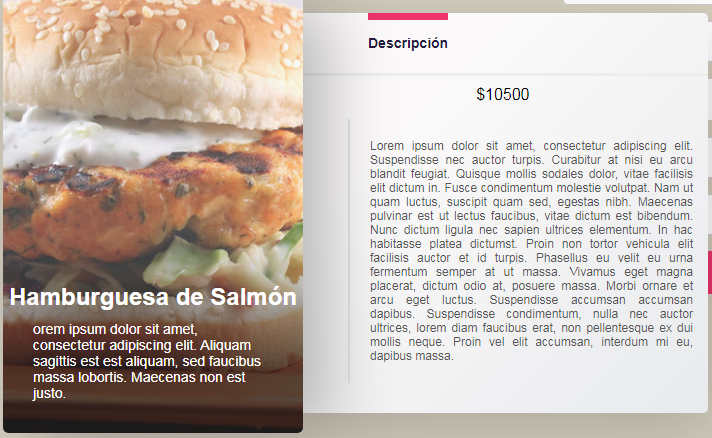 Descripción
$10500
Lorem ipsum dolor sit amet, consectetur adipiscing elit.
Suspendisse nec auctor turpis. Curabitur at nisi eu arcu
blandit feugiat. Quisque mollis sodales dolor, vitae facilisis
elit dictum in. Fusce condimentum molestie volutpat. Nam ut
quam luctus, suscipit quam sed, egestas nibh. Maecenas
pulvinar est ut lectus faucibus, vitae dictum est bibendum.
Nunc dictum ligula nec sapien ultrices elementum. In hac
habitasse platea dictumst. Proin non tortor vehicula elit
facilisis auctor et id turpis. Phasellus eu velit eu urna
fermentum semper at ut massa. Vivamus eget magna
placerat, dictum odio at, posuere massa. Morbi ornare et
arcu eget luctus. Suspendisse accumsan accumsan
dapibus. Suspendisse condimentum, nulla nec auctor
ultrices, lorem diam faucibus erat, non pellentesque ex dui
mollis neque. Proin vel elit accumsan, interdum mi eu,
dapibus massa.
Hamburguesa de Salmón
orem ipsum dolor sit amet,
consectetur adipiscing elit. Aliquam
sagittis est est aliquam, sed faucibus
massa lobortis. Maecenas non est
justo.